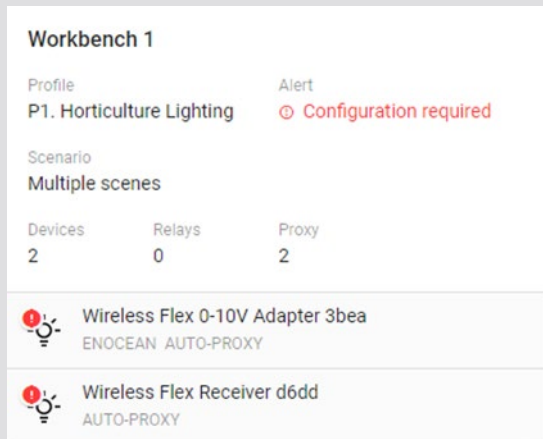 Workbench 1
Profile Alert
P1. Horticulture Lighting Configuration required
Scenario
Multiple scenes
Devices Relays Proxy
2 0 2
Wireless Flex 0-10V Adapter 3bea
ENOCEAN AUTO-PROXY
Wireless Flex Receiver d6dd
AUTO-PROXY